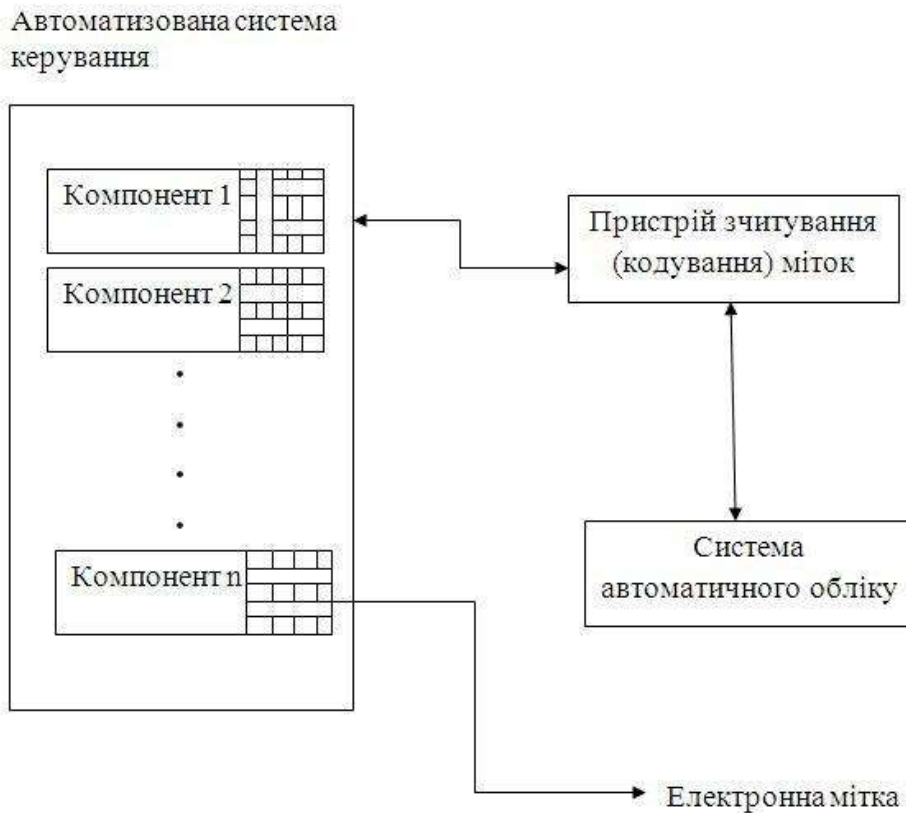 Автоматизована система
керування
Компонент 1
Компонент 2
Компонент n
Пристрій зчитування
(кодування) міток
Система
автоматичного обліку
Електронна мітка